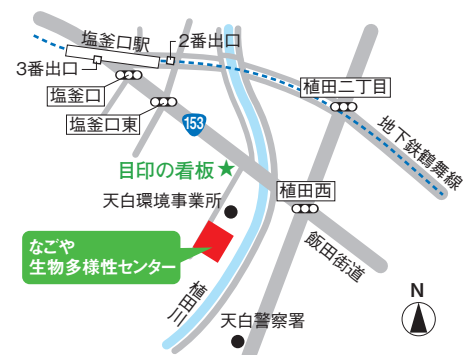 塩釜口駅
2番出口
3番出口
塩釜口
塩釜口東
153
植田二丁目
地下鉄鶴舞線
目印の看板★
天白環境事業所
植田西
飯田街道
なごや
生物多様性センター
植田川
天白警察署
N